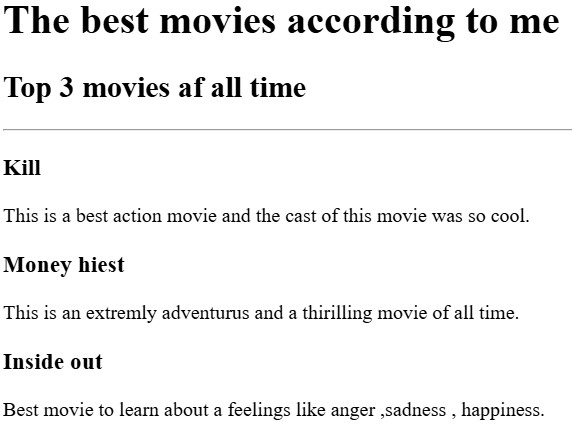 The best movies according to me
Top 3 movies af all time
Kill
This is a best action movie and the cast of this movie was so cool.
Money hiest
This is an extremly adventurus and a thirilling movie of all time.
Inside out
Best movie to learn about a feelings like anger ,sadness , happiness.